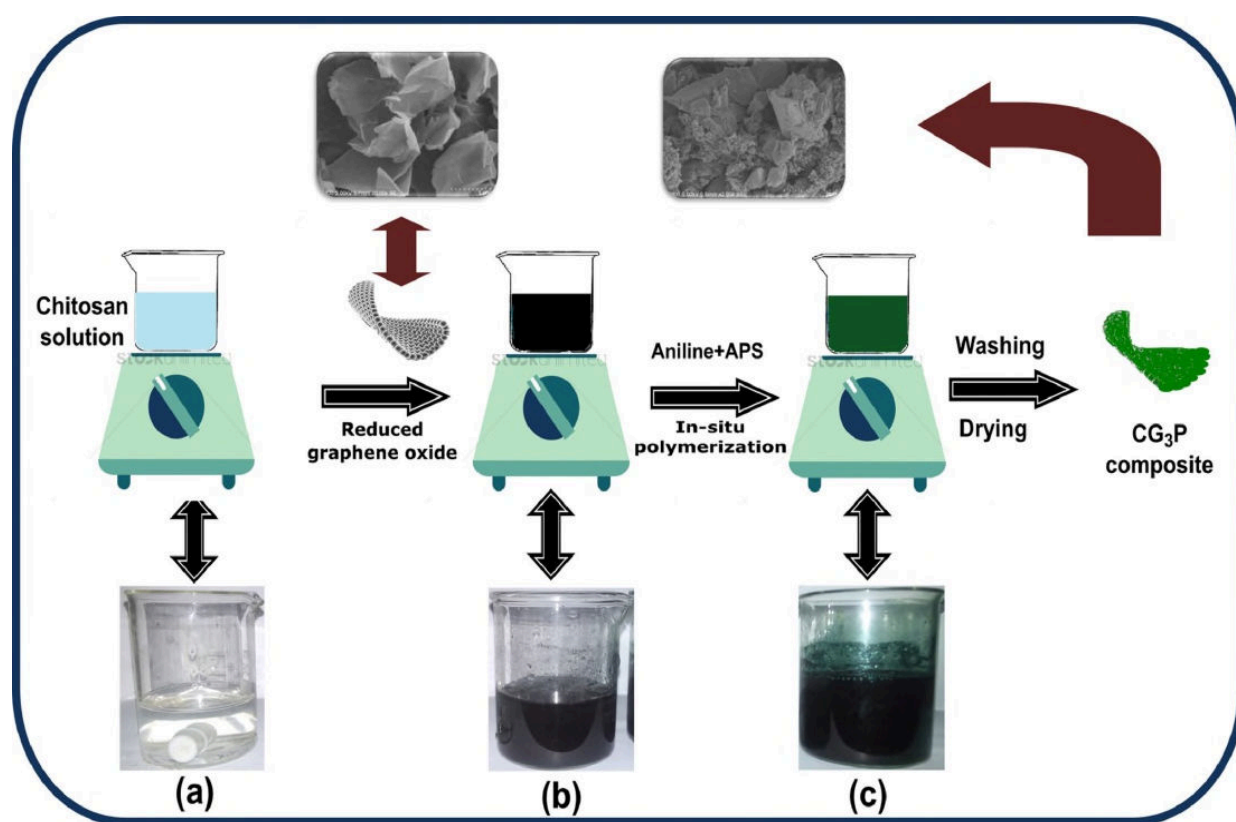 Chitosan
solution
Reduced
graphene oxide
Aniline+APS
In-situ
polymerization
Washing
Drying
CG₃P
composite
(a)
(b)
(c)